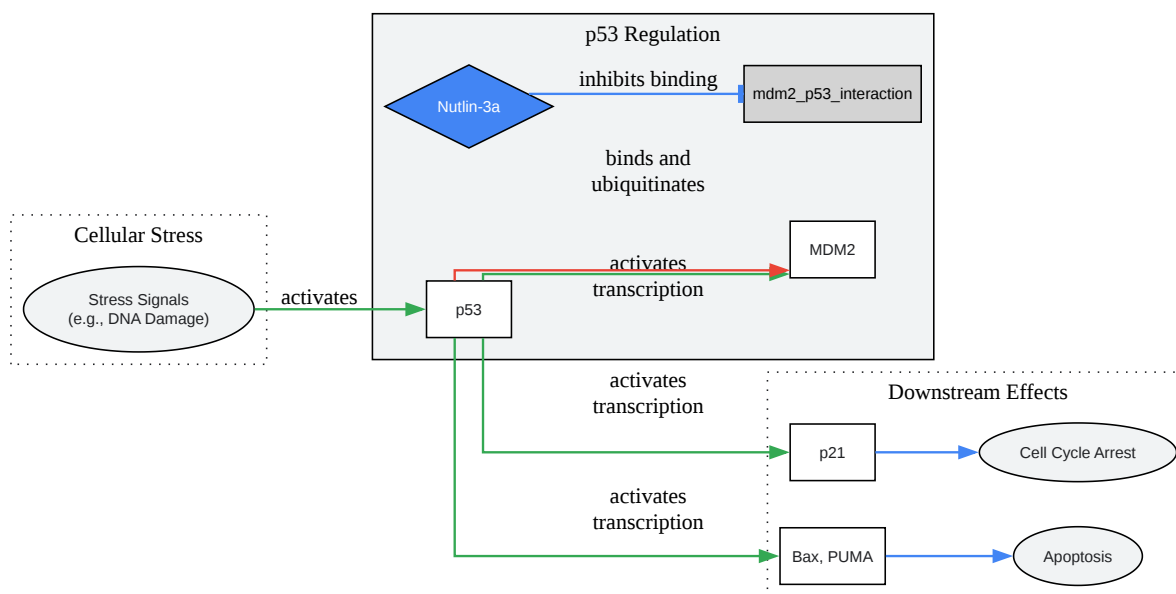 p53 Regulation
Nutlin-3a
inhibits binding
mdm2_p53_interaction
binds and
ubiquitinates
Cellular Stress
Stress Signals
(e.g., DNA Damage)
activates
p53
activates
transcription
MDM2
activates
transcription
Downstream Effects
p21
Cell Cycle Arrest
activates
transcription
Bax, PUMA
Apoptosis